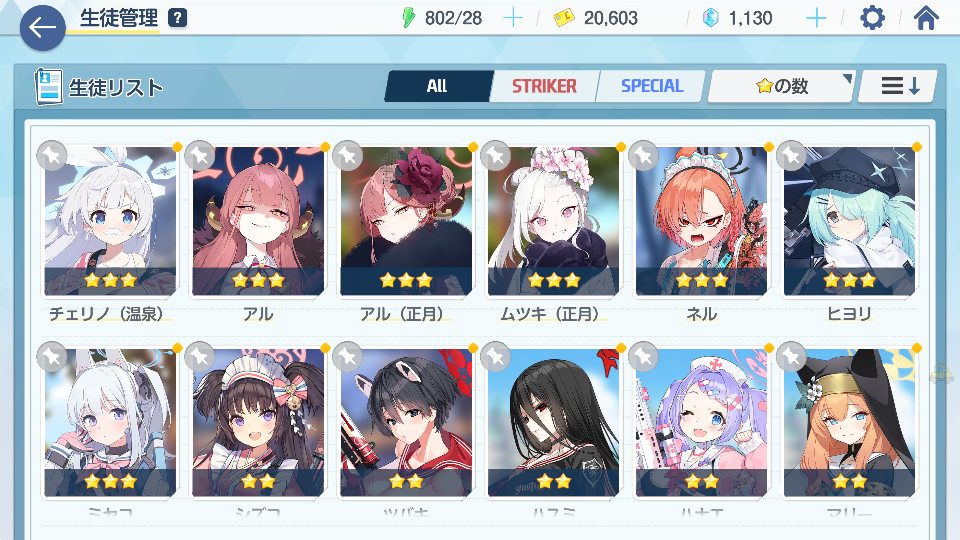 生徒管理 ? 802/28 20,603 1,130
生徒リスト All STRIKER SPECIAL ⭐の数
チェリノ（温泉） アル アル（正月） ムツキ（正月） ネル ヒヨリ
ミヤコ シズコ ツバキ ハスミ ハナエ マリー